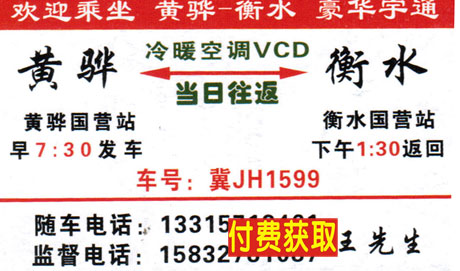 欢迎乘坐 黄骅-衡水 豪华宇通
冷暖空调VCD
黄骅 衡水
当日往返
黄骅国营站 衡水国营站
早7:30发车 下午1:30返回
车号：冀JH1599
随车电话：
监督电话：
付费获取
王先生